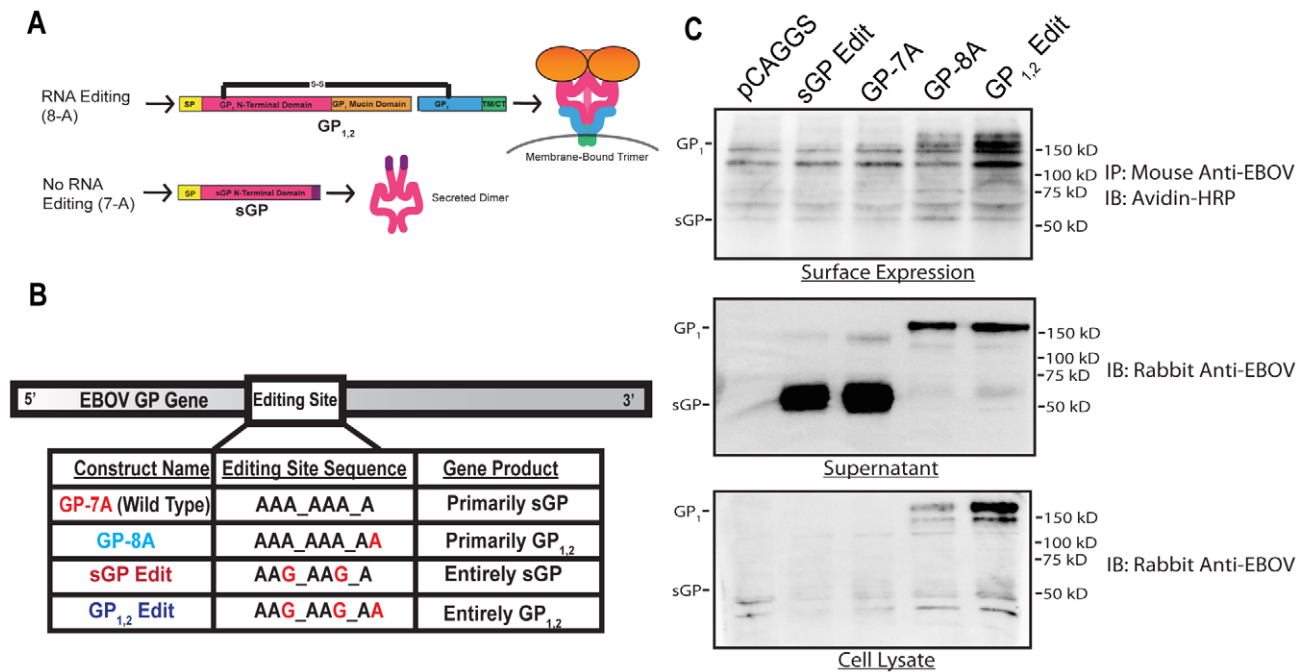 A
RNA Editing
(8-A)
S-S
SP
GP1 N-Terminal Domain
GP1 Mucin Domain
GP2
TM/CT
GP1,2
Membrane-Bound Trimer
No RNA
Editing (7-A)
SP
sGP N-Terminal Domain
sGP
Secreted Dimer
B
5'
EBOV GP Gene
Editing Site
3'
Construct Name
Editing Site Sequence
Gene Product
GP-7A (Wild Type)
AAA_AAA_A
Primarily sGP
GP-8A
AAA_AAA_AA
Primarily GP1,2
sGP Edit
AAG_AAG_A
Entirely sGP
GP1,2 Edit
AAG_AAG_AA
Entirely GP1,2
C
pCAGGS
sGP Edit
GP-7A
GP-8A
GP1,2 Edit
GP1-
sGP-
-150 kD
-100 kD
-75 kD
-50 kD
IP: Mouse Anti-EBOV
IB: Avidin-HRP
Surface Expression
GP1-
sGP-
-150 kD
-100 kD
-75 kD
-50 kD
IB: Rabbit Anti-EBOV
Supernatant
GP1-
sGP-
-150 kD
-100 kD
-75 kD
-50 kD
IB: Rabbit Anti-EBOV
Cell Lysate